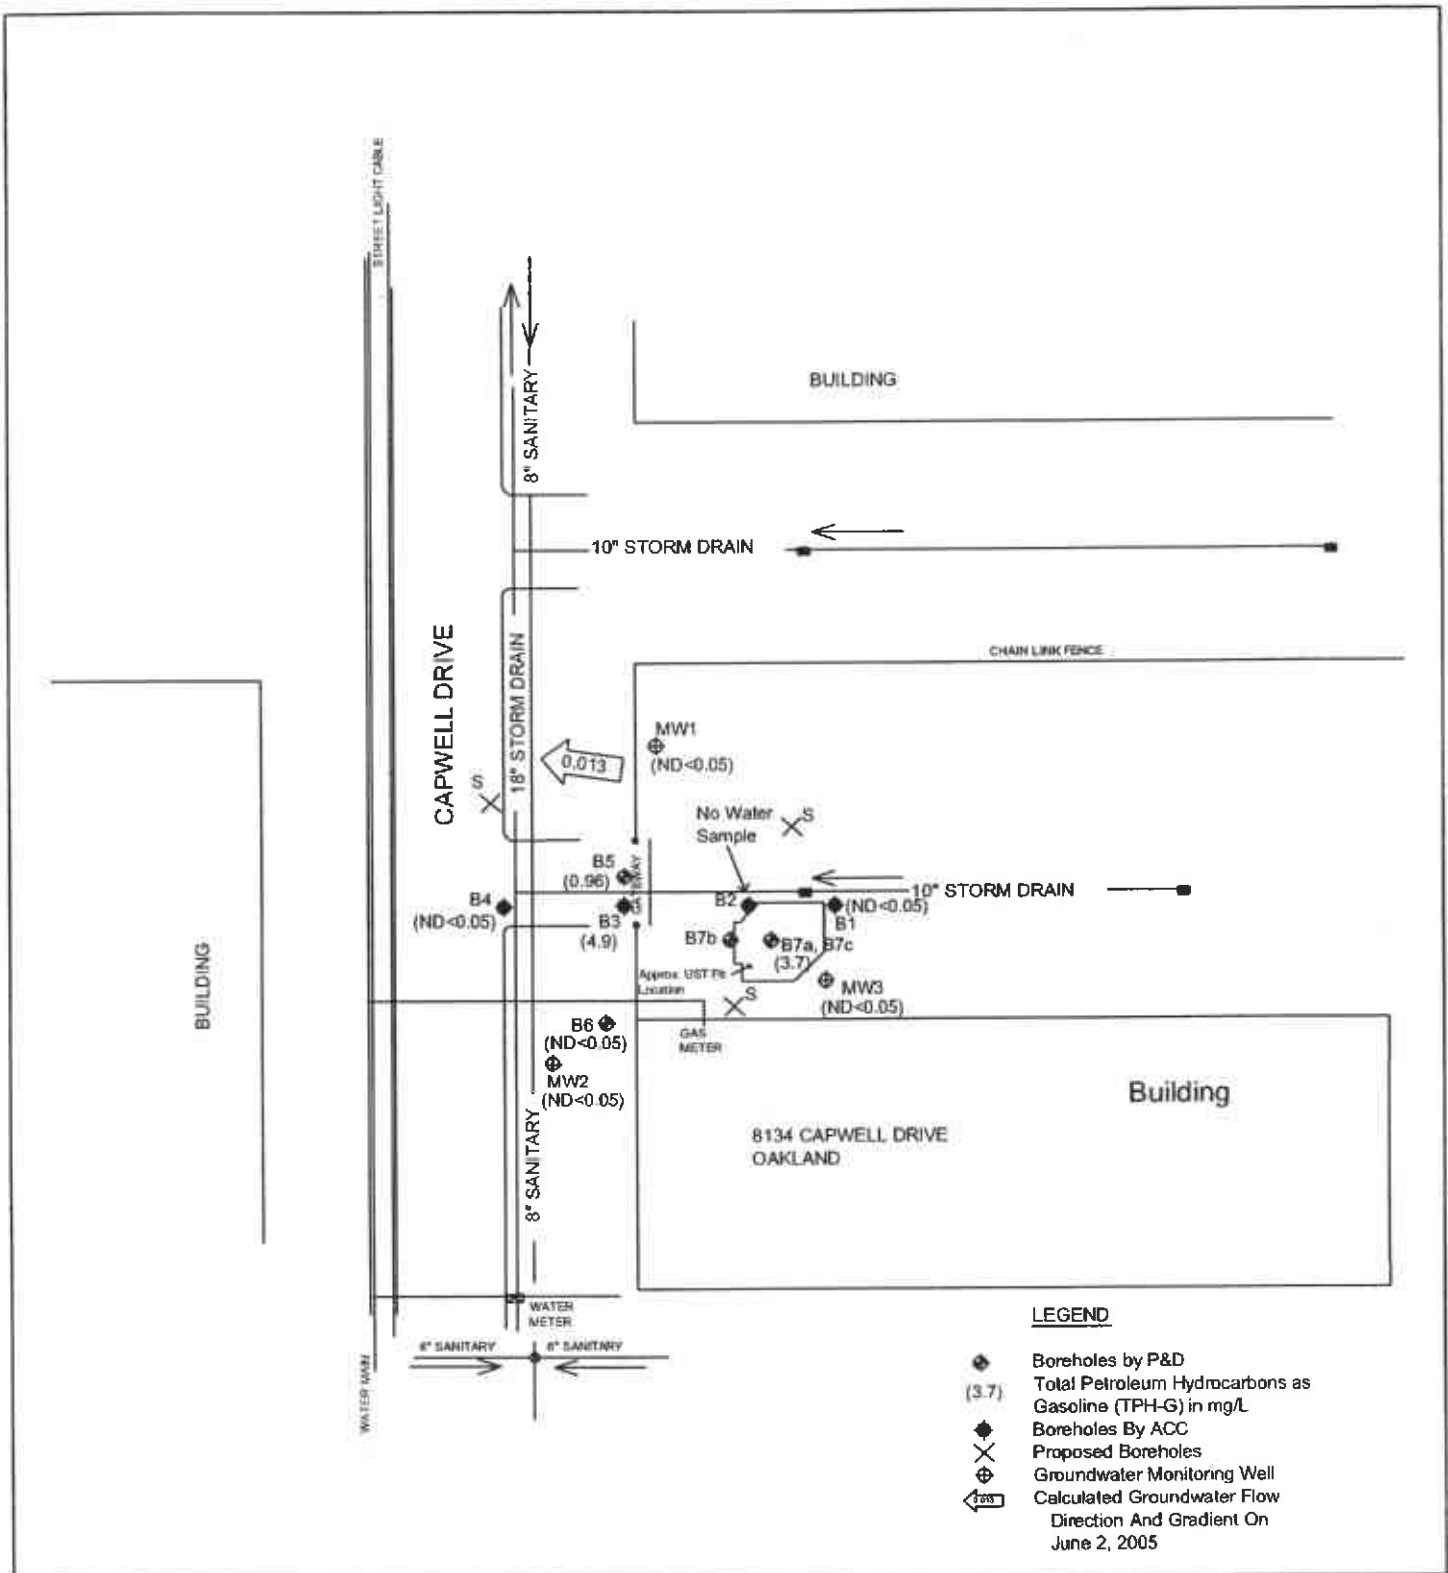 STREET LIGHT CABLE
8" SANITARY
BUILDING
10" STORM DRAIN
CHAIN LINK FENCE
CAPWELL DRIVE
18" STORM DRAIN
MW1
(ND<0.05)
0.013
S
No Water
Sample
S
B5
(0.96)
GATEWAY
B4
(ND<0.05)
B3
(4.9)
B2
10" STORM DRAIN
(ND<0.05)
B1
B7b
B7a, B7c
(3.7)
Approx. UST Pit
Location
S
MW3
(ND<0.05)
BUILDING
B6
(ND<0.05)
GAS
METER
MW2
(ND<0.05)
Building
8134 CAPWELL DRIVE
OAKLAND
8" SANITARY
WATER
METER
6" SANITARY
6" SANITARY
WATER MAIN
LEGEND
Boreholes by P&D
(3.7) Total Petroleum Hydrocarbons as
Gasoline (TPH-G) in mg/L
Boreholes By ACC
Proposed Boreholes
Groundwater Monitoring Well
Calculated Groundwater Flow
Direction And Gradient On
June 2, 2005